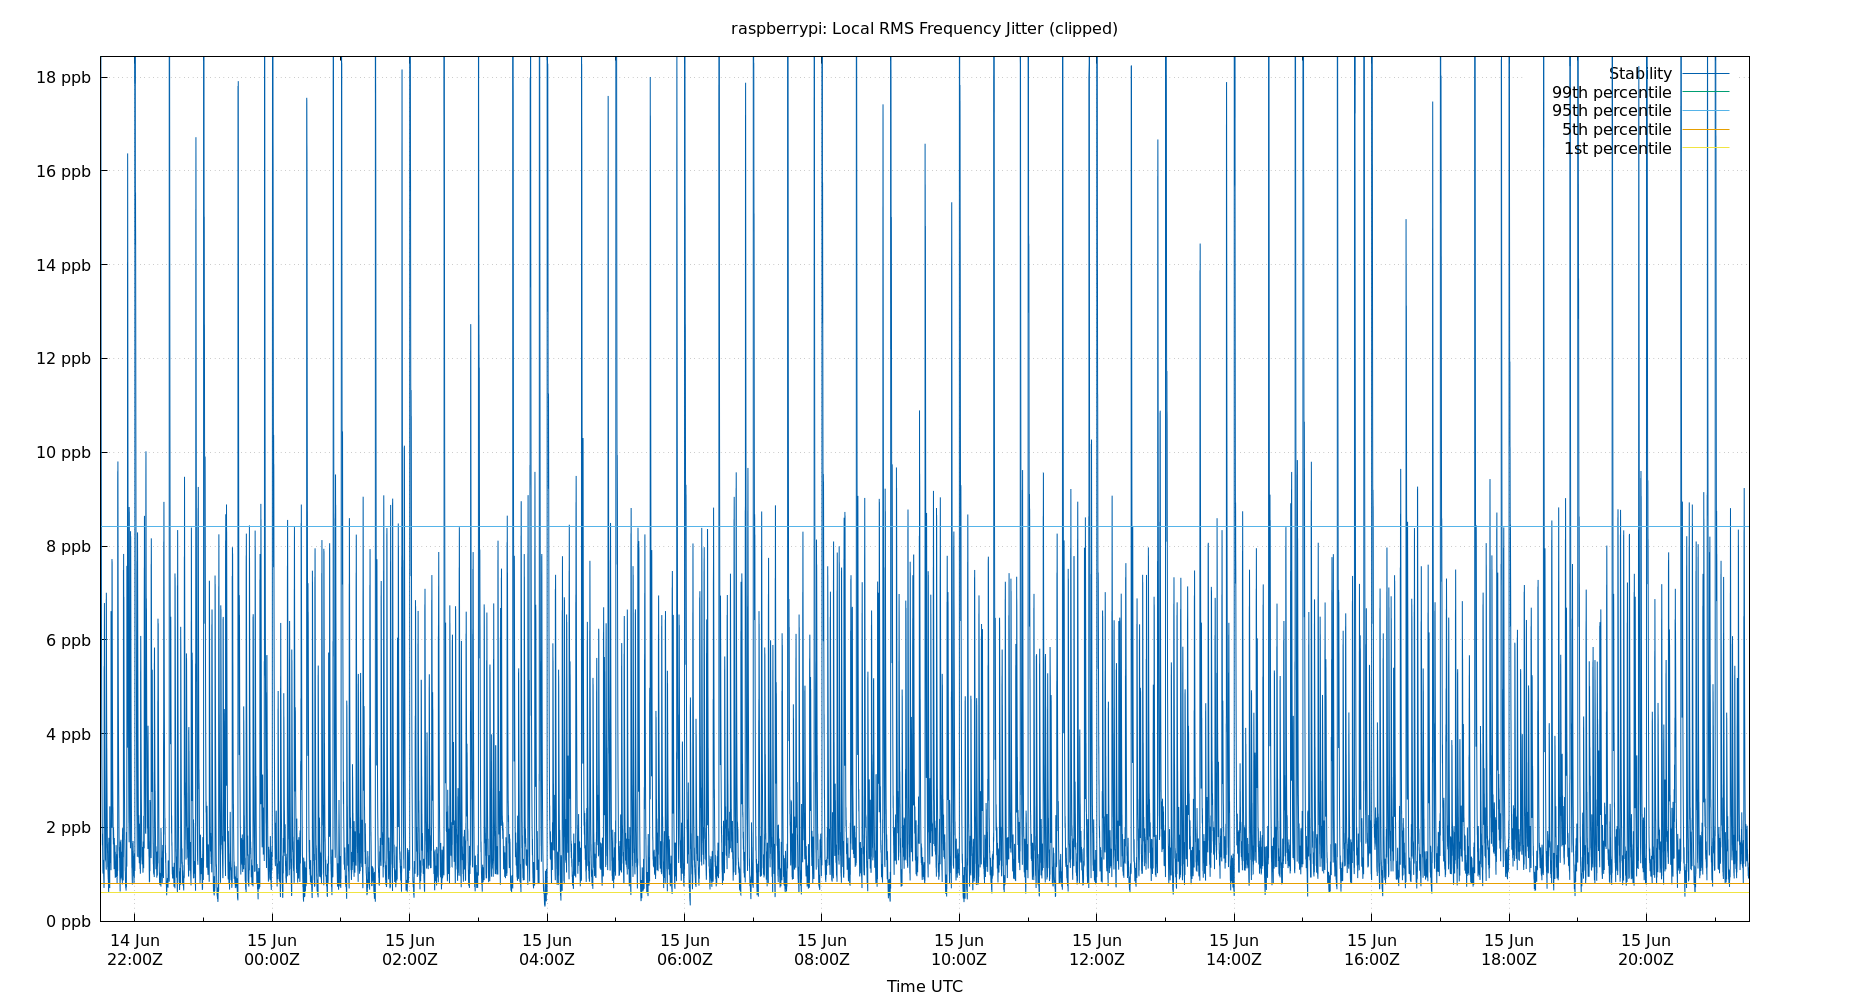 raspberrypi: Local RMS Frequency Jitter (clipped)
18 ppb
16 ppb
14 ppb
12 ppb
10 ppb
8 ppb
6 ppb
4 ppb
2 ppb
0 ppb
Stability
99th percentile
95th percentile
5th percentile
1st percentile
14 Jun
22:00Z
15 Jun
00:00Z
15 Jun
02:00Z
15 Jun
04:00Z
15 Jun
06:00Z
15 Jun
08:00Z
15 Jun
10:00Z
15 Jun
12:00Z
15 Jun
14:00Z
15 Jun
16:00Z
15 Jun
18:00Z
15 Jun
20:00Z
Time UTC